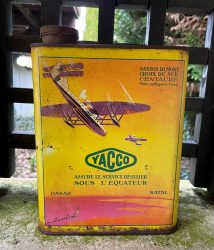 SANTOS DUMONT
CROIX DU SUD
CENTAURE
YACCO
ASSURE LE SERVICE RÉGULIER
SOUS L'ÉQUATEUR
DAKAR
NATAL